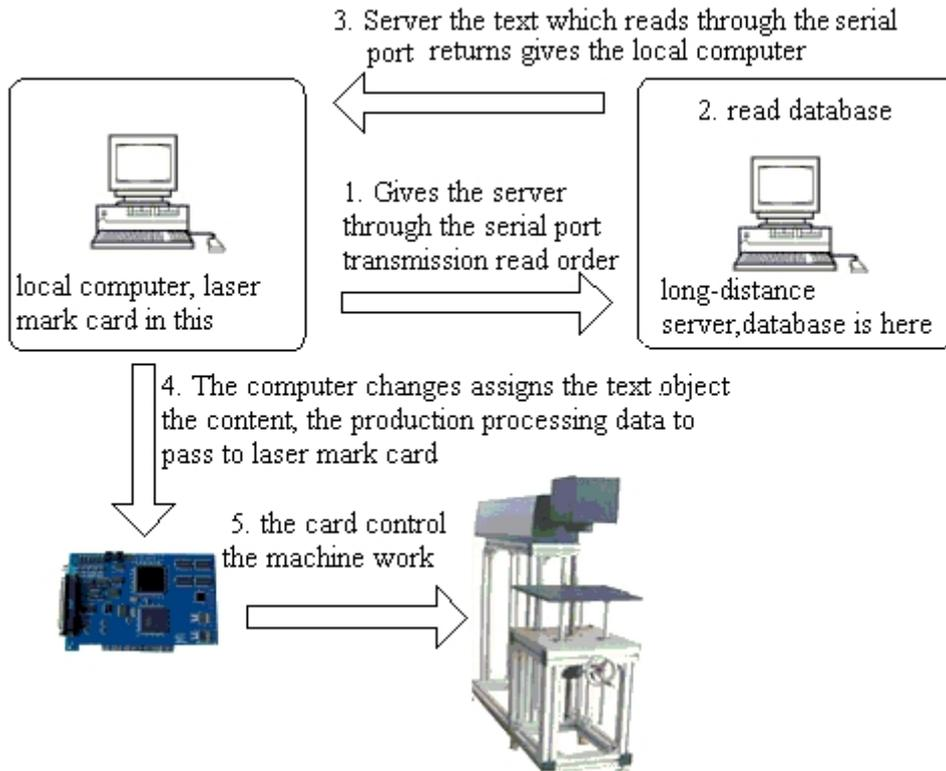 3. Server the text which reads through the serial
port returns gives the local computer
2. read database
1. Gives the server
through the serial port
transmission read order
local computer, laser
mark card in this
long-distance
server,database is here
4. The computer changes assigns the text object
the content, the production processing data to
pass to laser mark card
5. the card control
the machine work